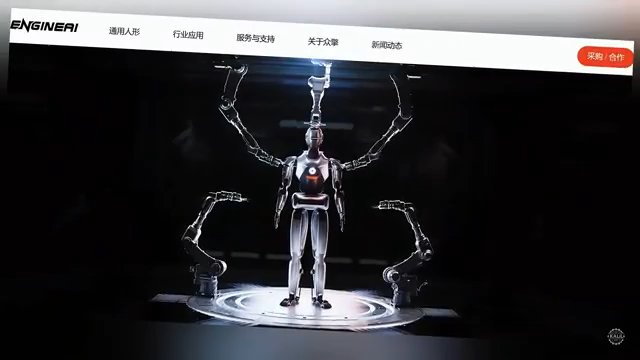 ENGINEAI
通用人形
行业应用
服务与支持
关于众擎
新闻动态
采购 / 合作